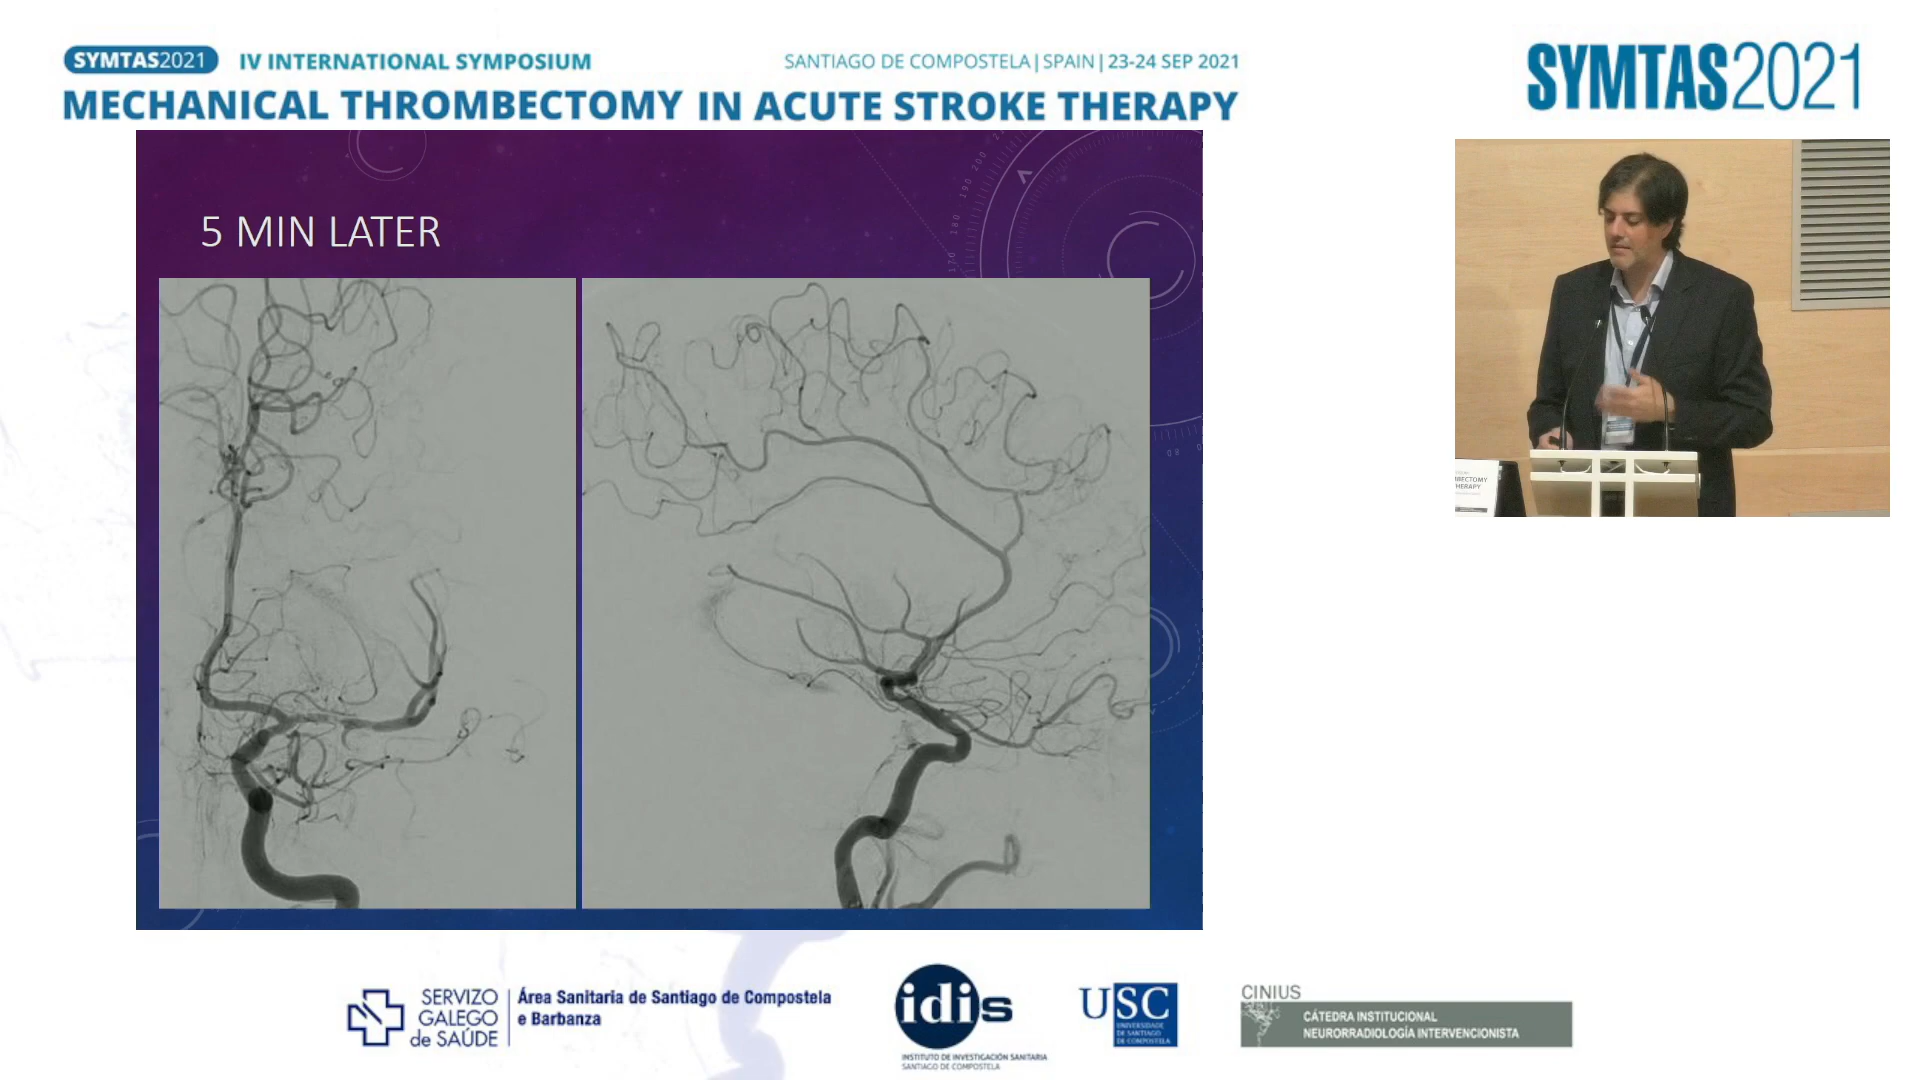 SYMTAS2021 IV INTERNATIONAL SYMPOSIUM SANTIAGO DE COMPOSTELA | SPAIN | 23-24 SEP 2021
MECHANICAL THROMBECTOMY IN ACUTE STROKE THERAPY
SYMTAS2021
5 MIN LATER
SERVIZO
GALEGO
de SAÚDE
Área Sanitaria de Santiago de Compostela
e Barbanza
idis
INSTITUTO DE INVESTIGACIÓN SANITARIA
SANTIAGO DE COMPOSTELA
USC
UNIVERSIDADE
DE SANTIAGO
DE COMPOSTELA
CINIUS
CÁTEDRA INSTITUCIONAL
NEURORRADIOLOGÍA INTERVENCIONISTA